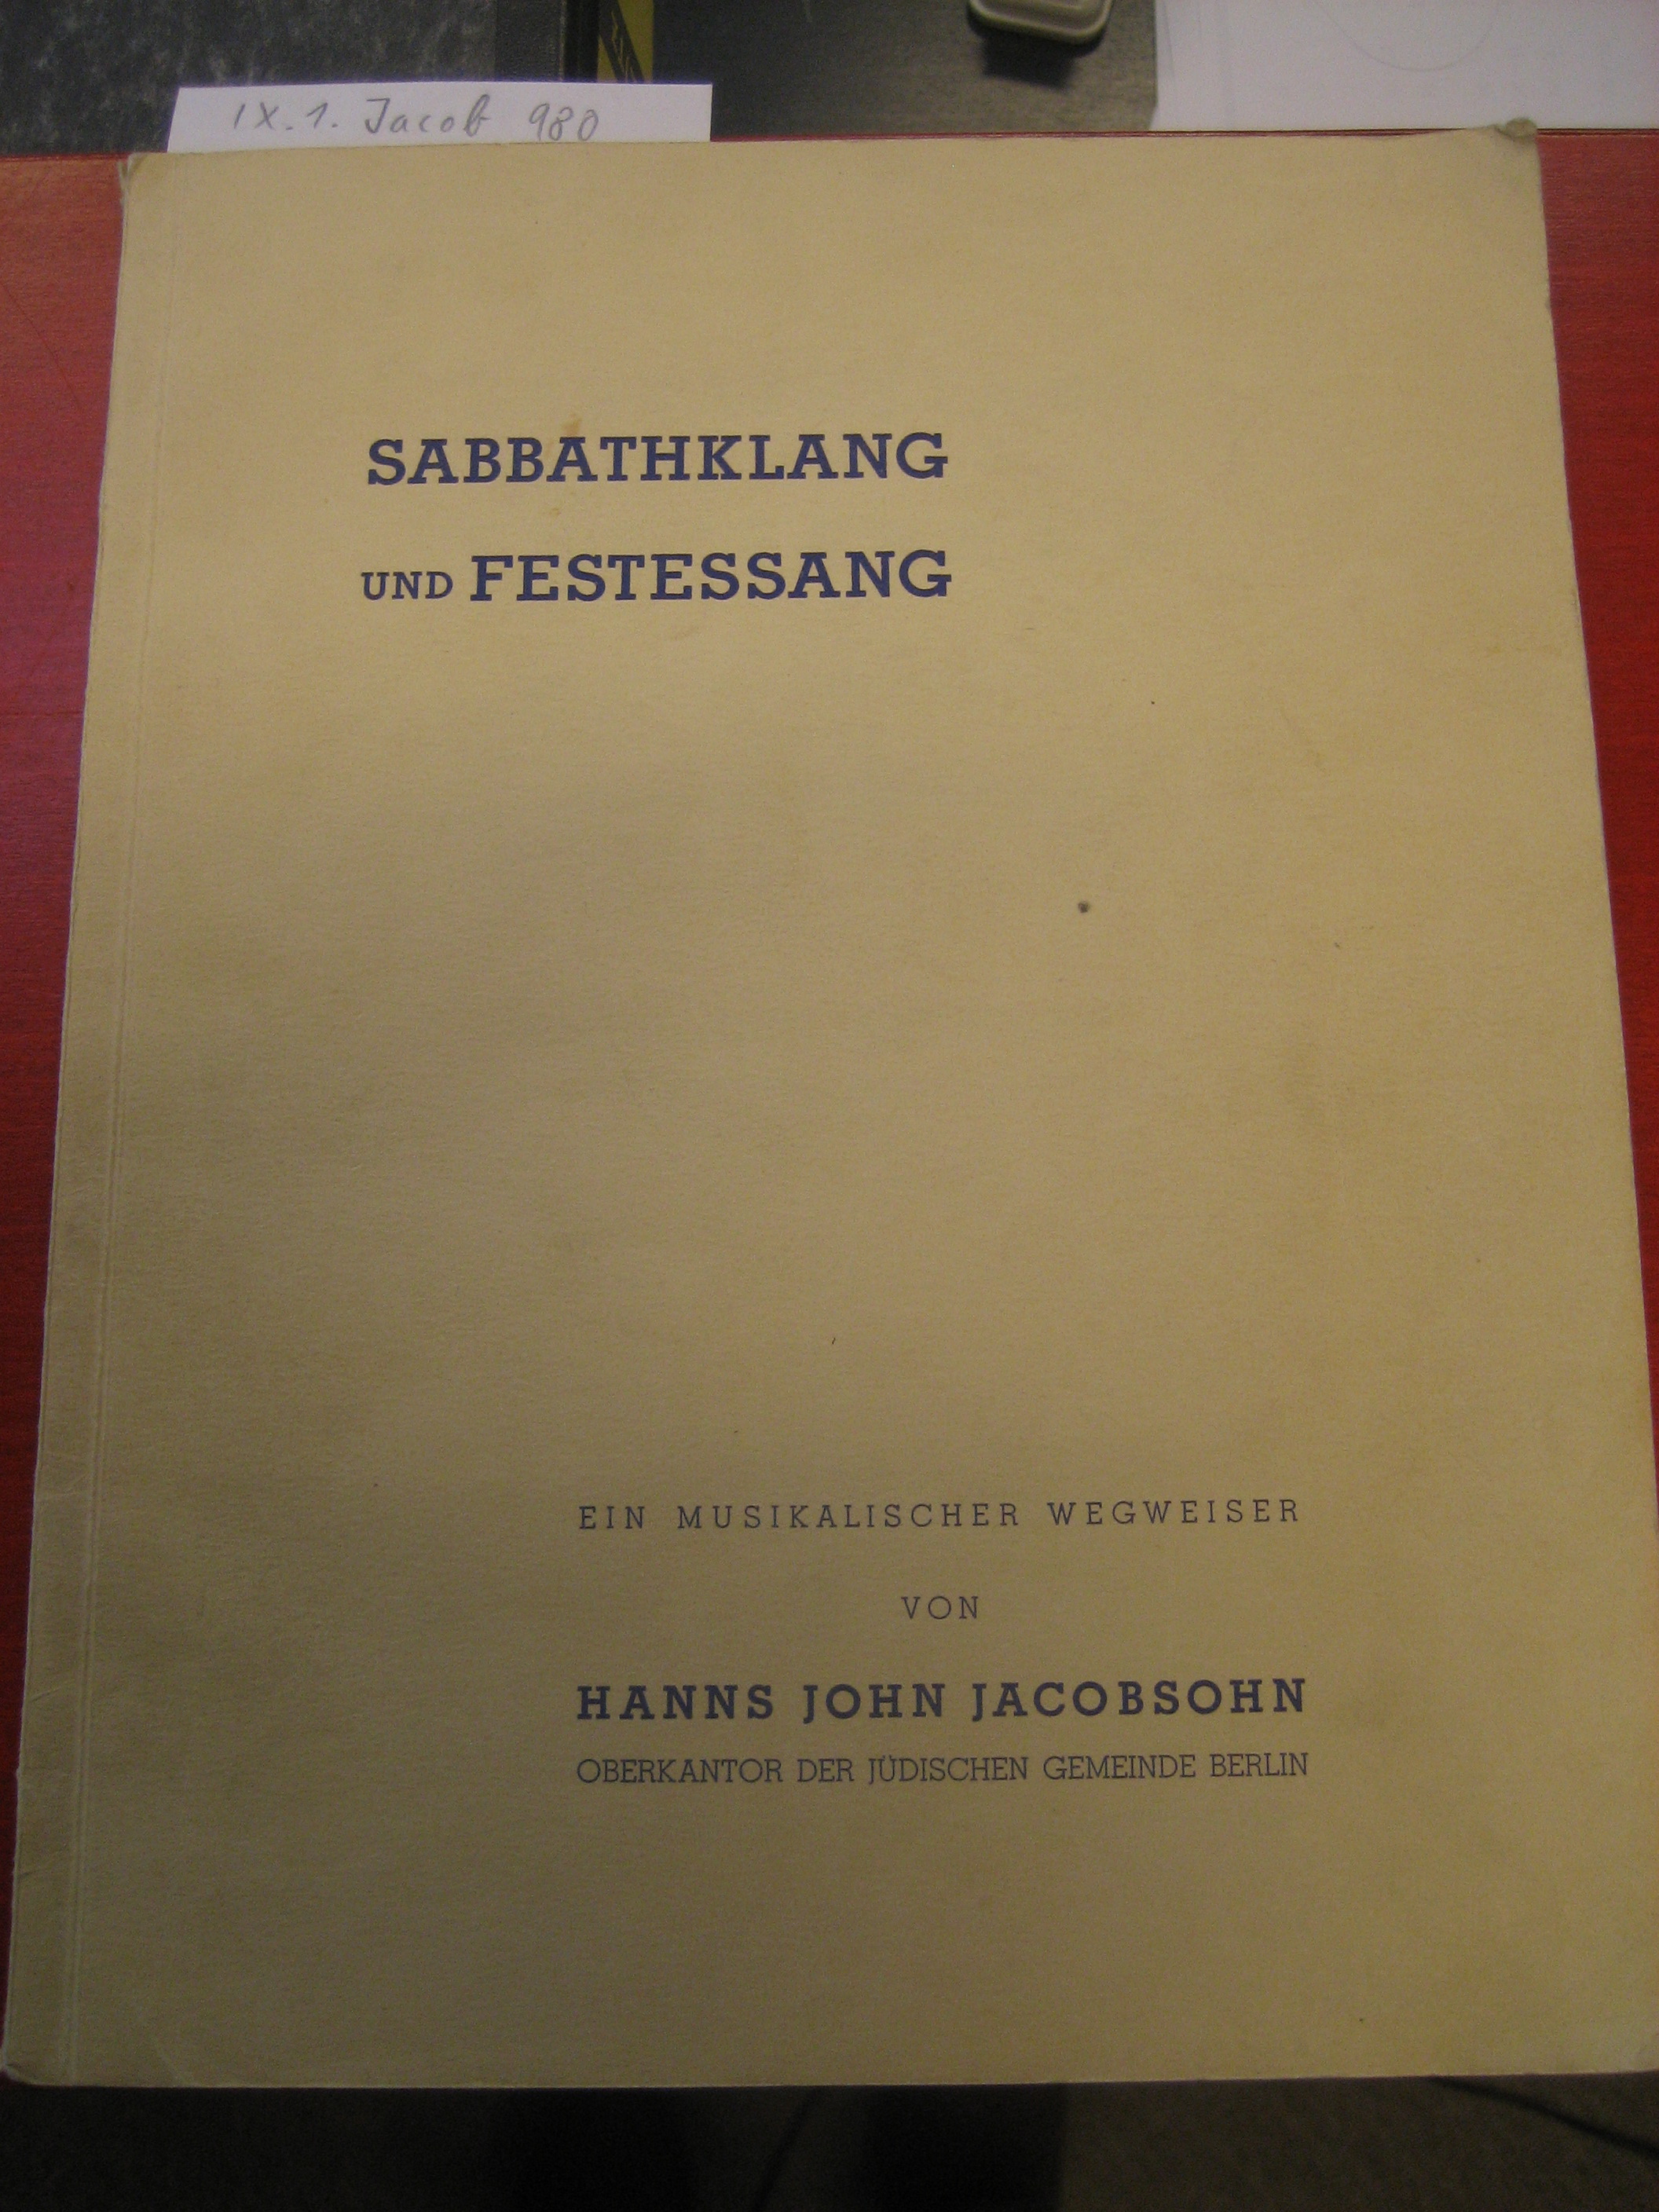 IX. 1. Jacob 980
SABBATHKLANG
UND FESTESSANG
EIN MUSIKALISCHER WEGWEISER
VON
HANNS JOHN JACOBSOHN
OBERKANTOR DER JÜDISCHEN GEMEINDE BERLIN